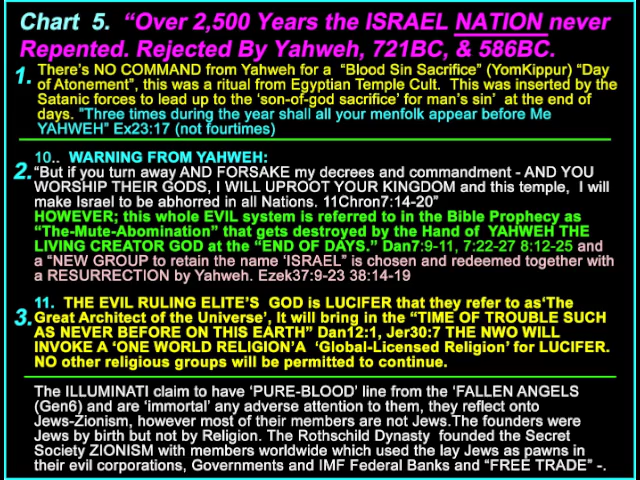 Chart 5. “Over 2,500 Years the ISRAEL NATION never
Repented. Rejected By Yahweh, 721BC, & 586BC.
1. There’s NO COMMAND from Yahweh for a “Blood Sin Sacrifice” (YomKippur) “Day
of Atonement”, this was a ritual from Egyptian Temple Cult. This was inserted by the
Satanic forces to lead up to the ‘son-of-god sacrifice’ for man’s sin’ at the end of
days. "Three times during the year shall all your menfolk appear before Me
YAHWEH” Ex23:17 (not fourtimes)
10.. WARNING FROM YAHWEH:
2. “But if you turn away AND FORSAKE my decrees and commandment - AND YOU
WORSHIP THEIR GODS, I WILL UPROOT YOUR KINGDOM and this temple, I will
make Israel to be abhorred in all Nations. 11Chron7:14-20”
HOWEVER; this whole EVIL system is referred to in the Bible Prophecy as
“The-Mute-Abomination” that gets destroyed by the Hand of YAHWEH THE
LIVING CREATOR GOD at the “END OF DAYS.” Dan7:9-11, 7:22-27 8:12-25 and
a “NEW GROUP to retain the name ‘ISRAEL” is chosen and redeemed together with
a RESURRECTION by Yahweh. Ezek37:9-23 38:14-19
11. THE EVIL RULING ELITE’S GOD is LUCIFER that they refer to as‘The
3. Great Architect of the Universe’, It will bring in the “TIME OF TROUBLE SUCH
AS NEVER BEFORE ON THIS EARTH” Dan12:1, Jer30:7 THE NWO WILL
INVOKE A ‘ONE WORLD RELIGION’A ‘Global-Licensed Religion’ for LUCIFER.
NO other religious groups will be permitted to continue.
The ILLUMINATI claim to have ‘PURE-BLOOD’ line from the ‘FALLEN ANGELS
(Gen6) and are ‘immortal’ any adverse attention to them, they reflect onto
Jews-Zionism, however most of their members are not Jews.The founders were
Jews by birth but not by Religion. The Rothschild Dynasty founded the Secret
Society ZIONISM with members worldwide which used the lay Jews as pawns in
their evil corporations, Governments and IMF Federal Banks and “FREE TRADE” -.